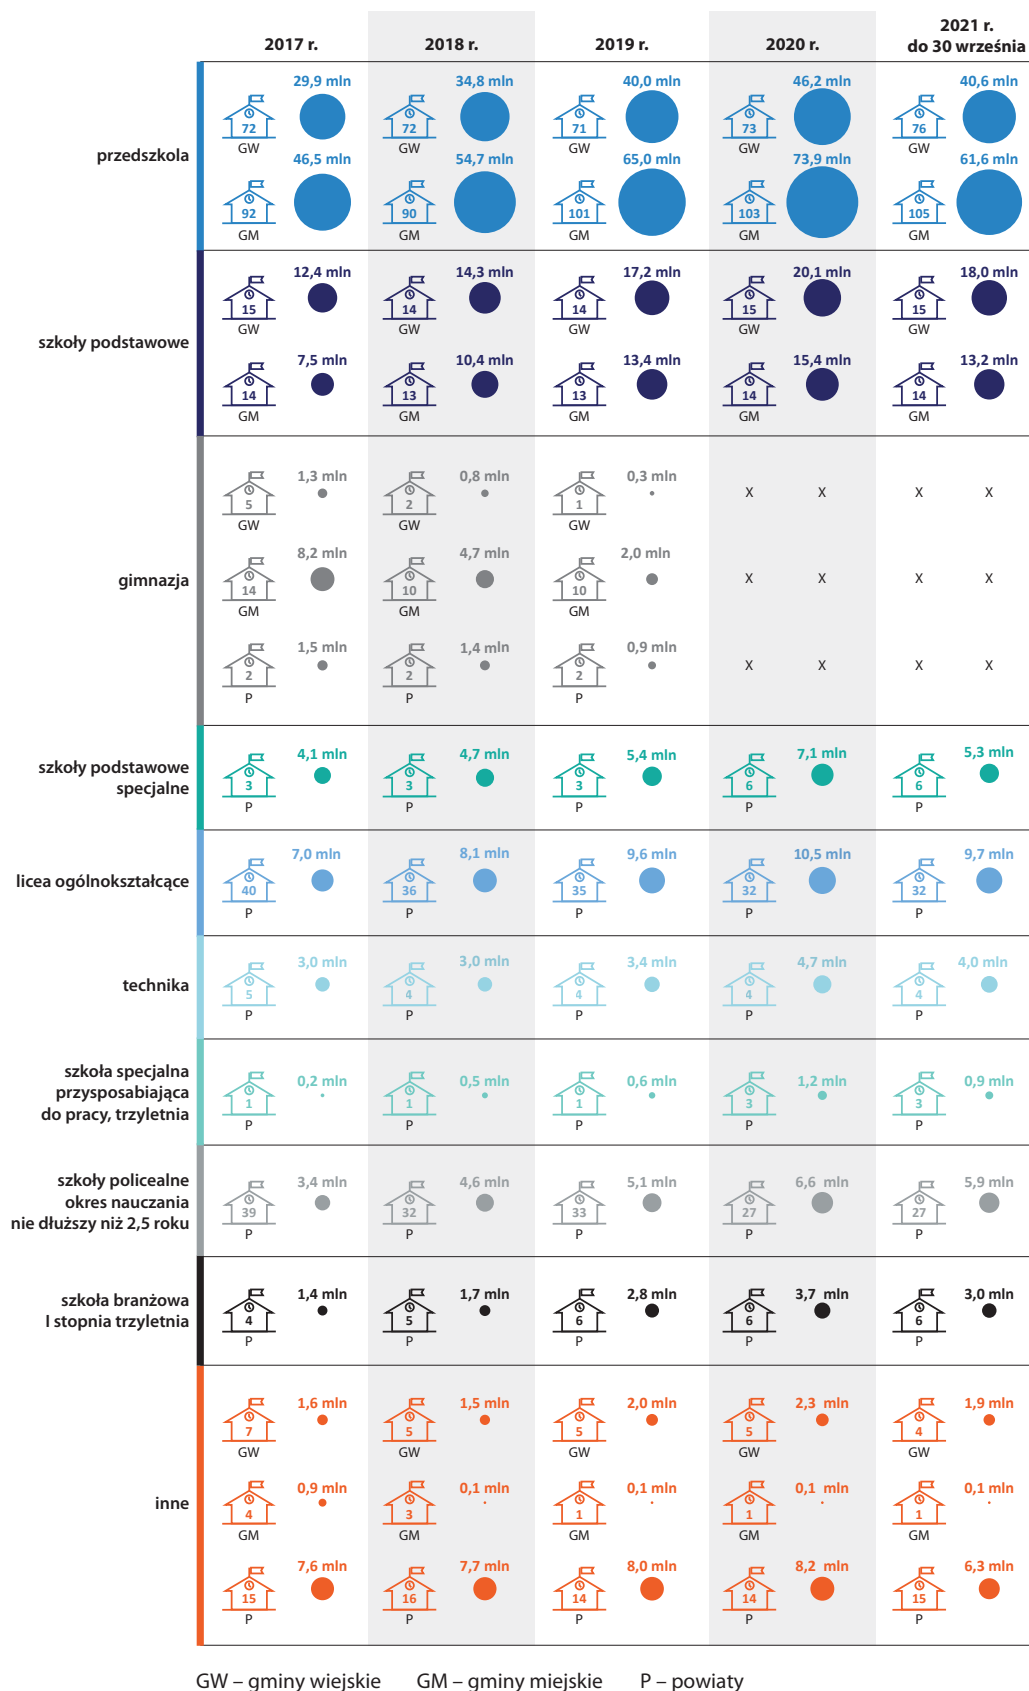 2017 r.
2018 r.
2019 r.
2020 r.
2021 r.
do 30 września
przedszkola
29,9 mln
34,8 mln
40,0 mln
46,2 mln
40,6 mln
72
72
71
73
76
GW
GW
GW
GW
GW
46,5 mln
54,7 mln
65,0 mln
73,9 mln
61,6 mln
92
90
101
103
105
GM
GM
GM
GM
GM
szkoły podstawowe
12,4 mln
14,3 mln
17,2 mln
20,1 mln
18,0 mln
15
14
14
15
15
GW
GW
GW
GW
GW
7,5 mln
10,4 mln
13,4 mln
15,4 mln
13,2 mln
14
13
13
14
14
GM
GM
GM
GM
GM
gimnazja
1,3 mln
0,8 mln
0,3 mln
5
2
1
x x
x x
GW
GW
GW
8,2 mln
4,7 mln
2,0 mln
14
10
10
x x
x x
GM
GM
GM
1,5 mln
1,4 mln
0,9 mln
2
2
2
x x
x x
P
P
P
szkoły podstawowe
specjalne
4,1 mln
4,7 mln
5,4 mln
7,1 mln
5,3 mln
3
3
3
6
6
P
P
P
P
P
licea ogólnokształcące
7,0 mln
8,1 mln
9,6 mln
10,5 mln
9,7 mln
40
36
35
32
32
P
P
P
P
P
technika
3,0 mln
3,0 mln
3,4 mln
4,7 mln
4,0 mln
5
4
4
4
4
P
P
P
P
P
szkoła specjalna
przysposabiająca
do pracy, trzyletnia
0,2 mln
0,5 mln
0,6 mln
1,2 mln
0,9 mln
1
1
1
3
3
P
P
P
P
P
szkoły policealne
okres nauczania
nie dłuższy niż 2,5 roku
3,4 mln
4,6 mln
5,1 mln
6,6 mln
5,9 mln
39
32
33
27
27
P
P
P
P
P
szkoła branżowa
I stopnia trzyletnia
1,4 mln
1,7 mln
2,8 mln
3,7 mln
3,0 mln
4
5
6
6
6
P
P
P
P
P
inne
1,6 mln
1,5 mln
2,0 mln
2,3 mln
1,9 mln
7
5
5
5
4
GW
GW
GW
GW
GW
0,9 mln
0,1 mln
0,1 mln
0,1 mln
0,1 mln
4
3
1
1
1
GM
GM
GM
GM
GM
7,6 mln
7,7 mln
8,0 mln
8,2 mln
6,3 mln
15
16
14
14
15
P
P
P
P
P
GW – gminy wiejskie GM – gminy miejskie P – powiaty